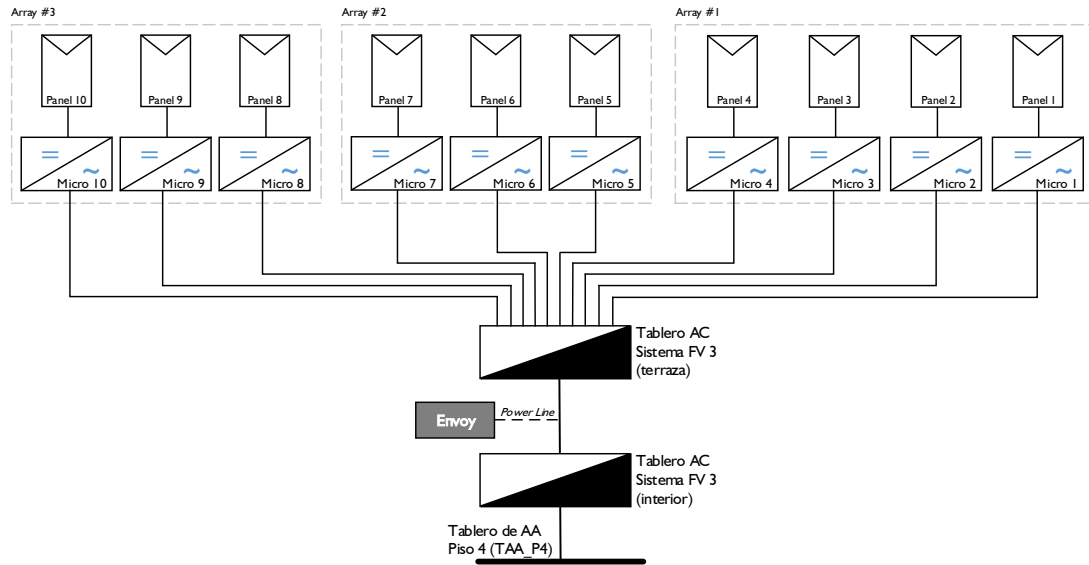 Array #3
Array #2
Array #1
Panel 10
Panel 9
Panel 8
Panel 7
Panel 6
Panel 5
Panel 4
Panel 3
Panel 2
Panel 1
Micro 10
Micro 9
Micro 8
Micro 7
Micro 6
Micro 5
Micro 4
Micro 3
Micro 2
Micro 1
Tablero AC
Sistema FV 3
(terraza)
Envoy
Power Line
Tablero AC
Sistema FV 3
(interior)
Tablero de AA
Piso 4 (TAA_P4)